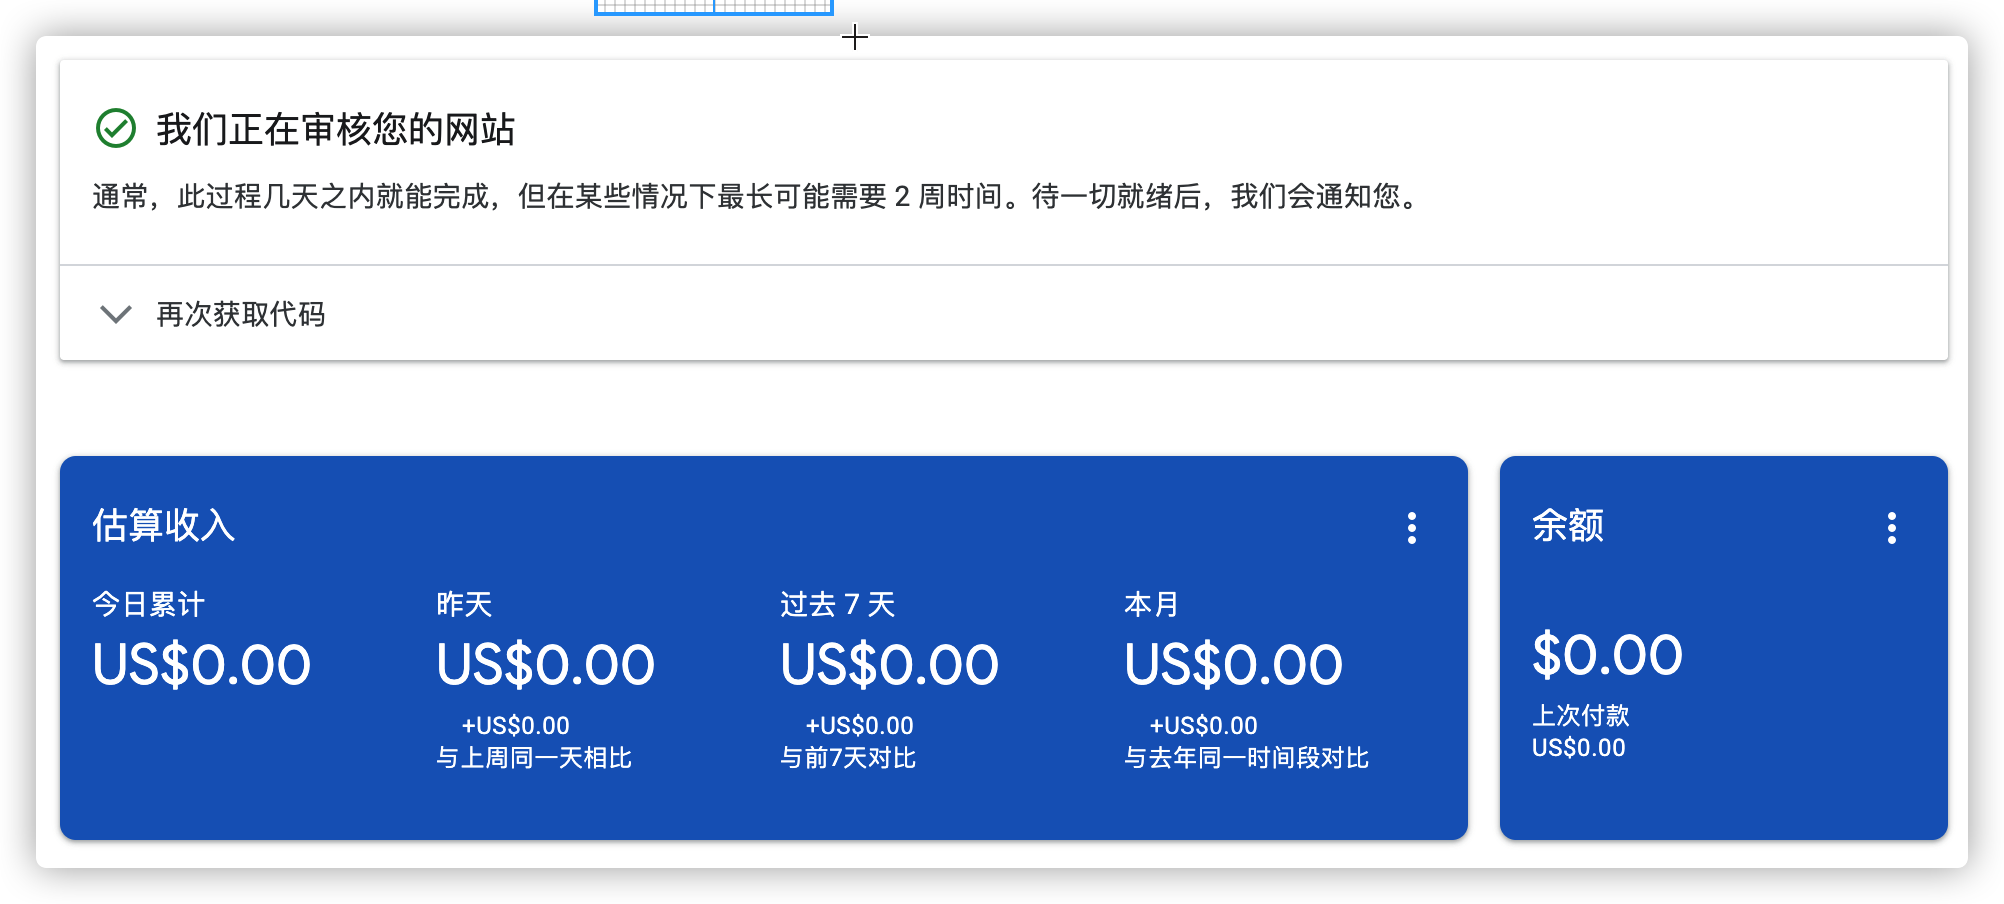 我们正在审核您的网站
通常，此过程几天之内就能完成，但在某些情况下最长可能需要 2 周时间。待一切就绪后，我们会通知您。
再次获取代码
估算收入
今日累计
US$0.00
昨天
US$0.00
+US$0.00
与上周同一天相比
过去 7 天
US$0.00
+US$0.00
与前7天对比
本月
US$0.00
+US$0.00
与去年同一时间段对比
余额
$0.00
上次付款
US$0.00